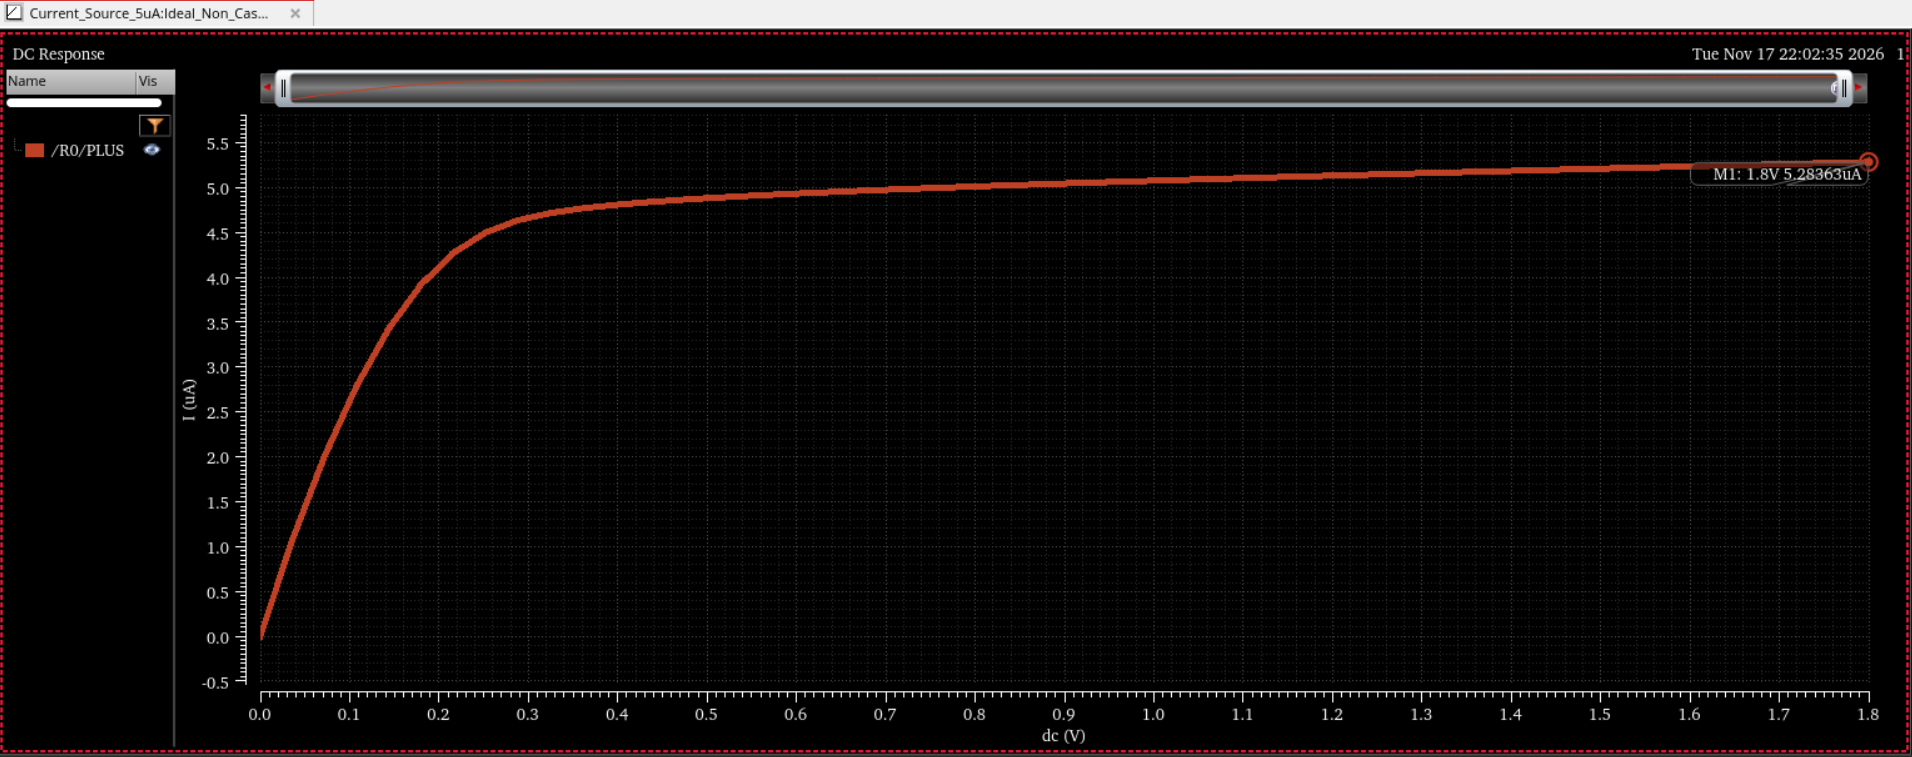 Current_Source_5uA:Ideal_Non_Cas...
DC Response
Tue Nov 17 22:02:35 2026 1
Name Vis
/R0/PLUS
5.5
5.0
4.5
4.0
3.5
3.0
2.5
2.0
1.5
1.0
0.5
0.0
-0.5
I (uA)
M1: 1.8V 5.28363uA
0.0 0.1 0.2 0.3 0.4 0.5 0.6 0.7 0.8 0.9 1.0 1.1 1.2 1.3 1.4 1.5 1.6 1.7 1.8
dc (V)